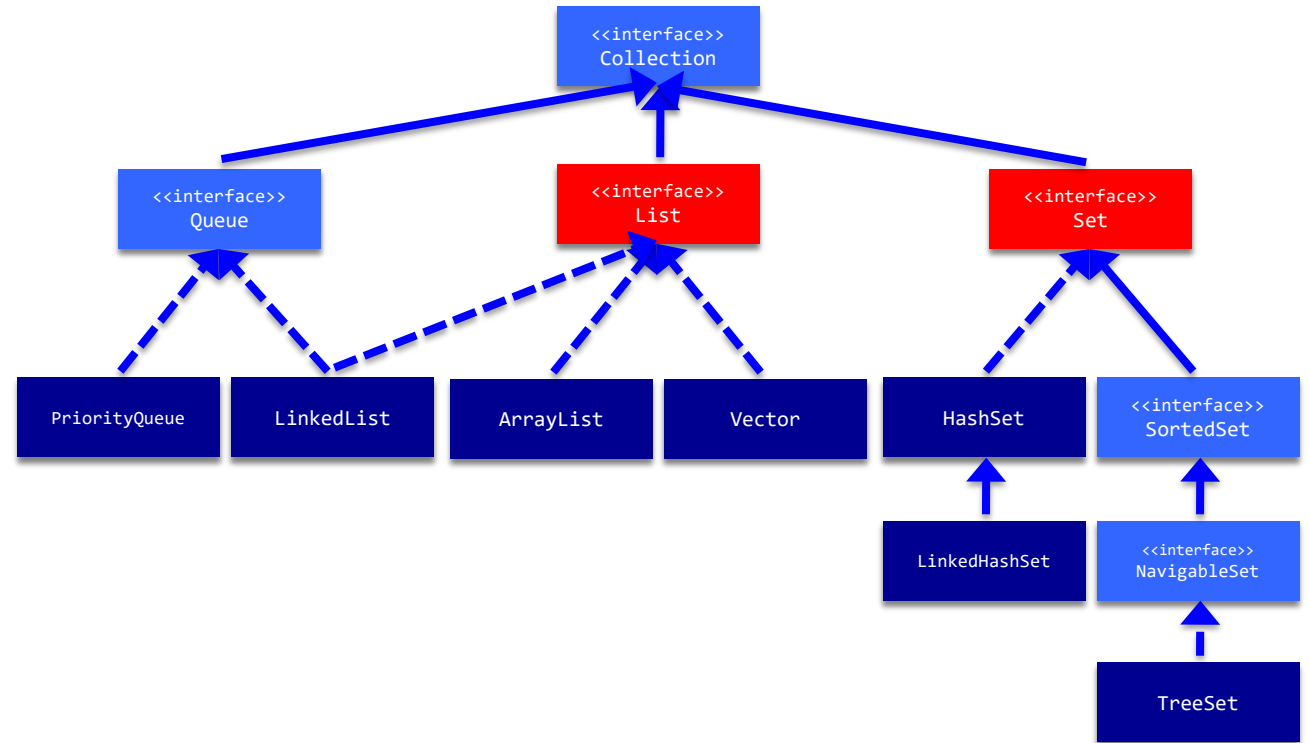 <<interface>>
Collection
<<interface>>
Queue
<<interface>>
List
<<interface>>
Set
PriorityQueue
LinkedList
ArrayList
Vector
HashSet
<<interface>>
SortedSet
LinkedHashSet
<<interface>>
NavigableSet
TreeSet